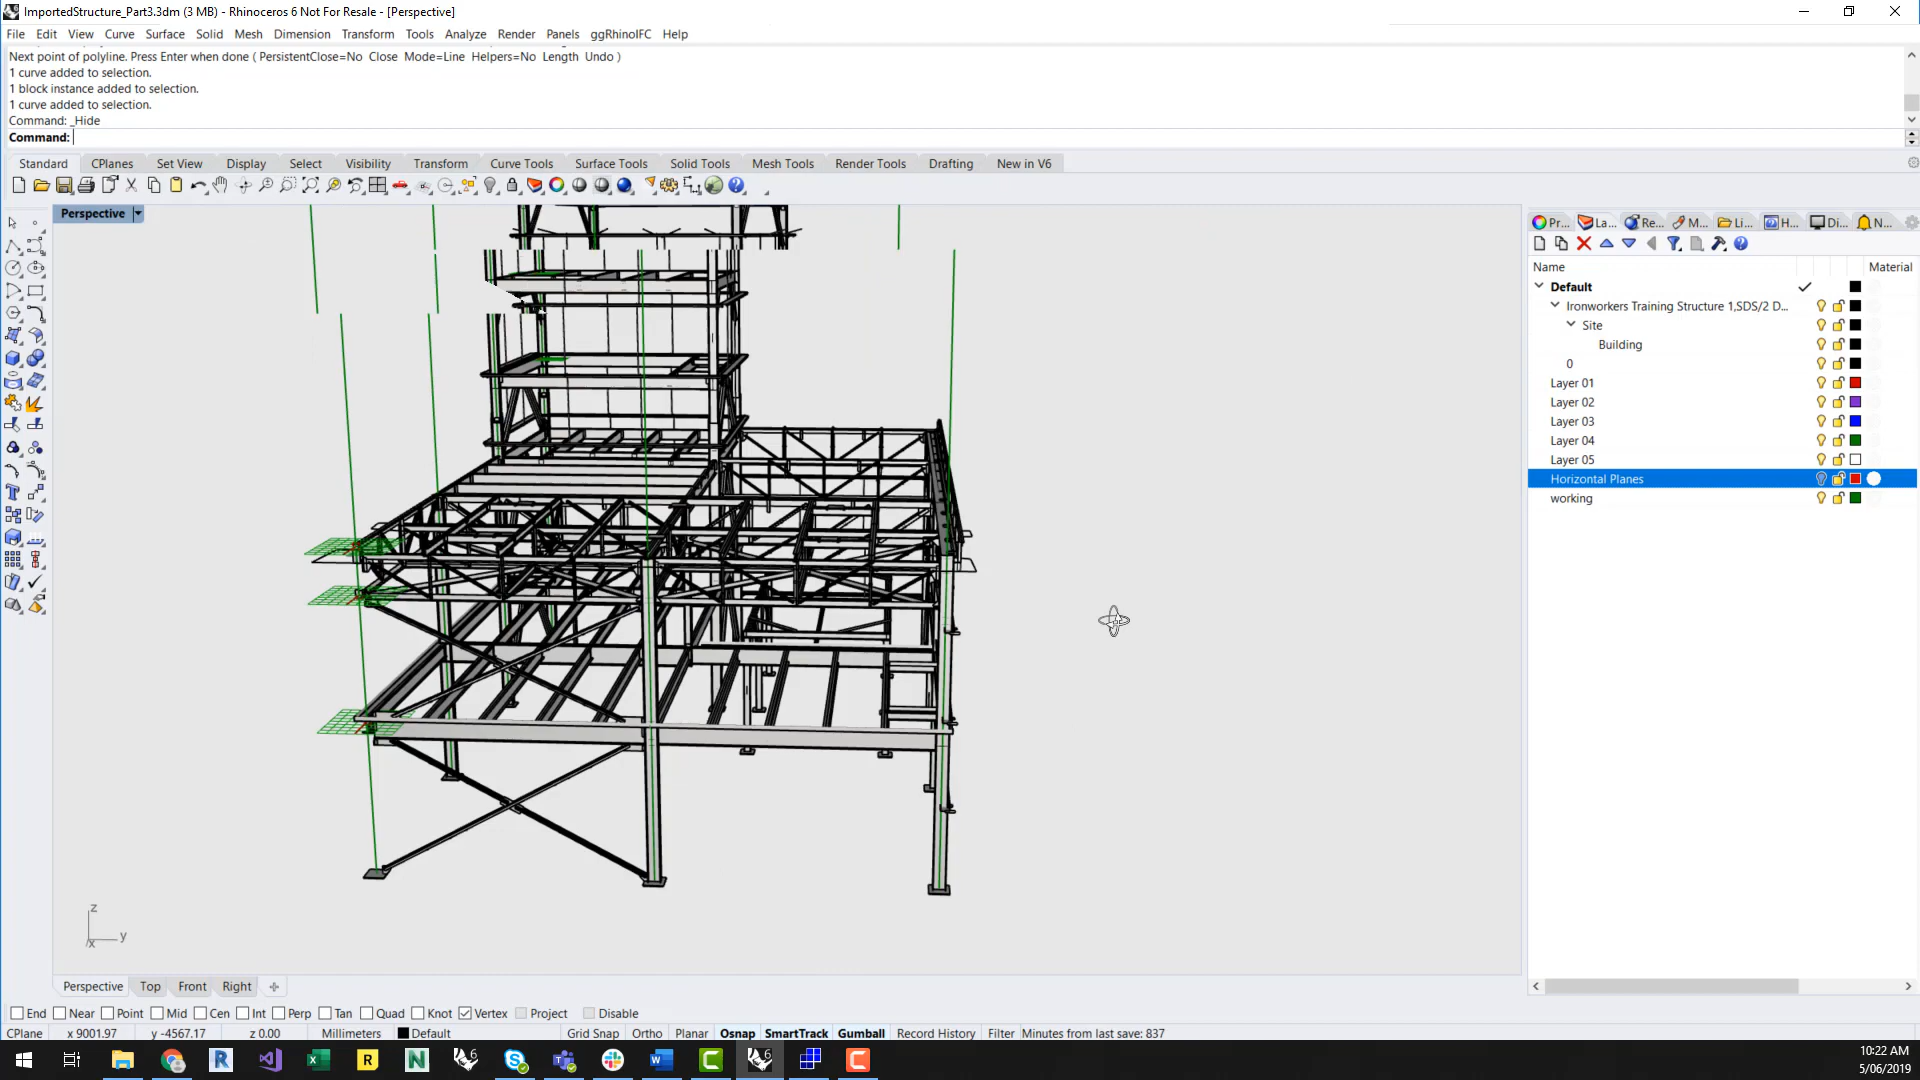 ImportedStructure_Part3.3dm (3 MB) - Rhinoceros 6 Not For Resale - [Perspective]
File Edit View Curve Surface Solid Mesh Dimension Transform Tools Analyze Render Panels ggRhinoIFC Help
Next point of polyline. Press Enter when done ( PersistentClose=No Close Mode=Line Helpers=No Length Undo )
1 curve added to selection.
1 block instance added to selection.
1 curve added to selection.
Command: _Hide
Command:
Standard CPlanes Set View Display Select Visibility Transform Curve Tools Surface Tools Solid Tools Mesh Tools Render Tools Drafting New in V6
Perspective
Pr... La... Re... M... Li... H... Di... N...
Name Material
Default
Ironworkers Training Structure 1,SDS/2 D...
Site
Building
0
Layer 01
Layer 02
Layer 03
Layer 04
Layer 05
Horizontal Planes
working
z
y
x
Perspective Top Front Right
End Near Point Mid Cen Int Perp Tan Quad Knot Vertex Project Disable
CPlane x 9001.97 y -4567.17 z 0.00 Millimeters Default Grid Snap Ortho Planar Osnap SmartTrack Gumball Record History Filter Minutes from last save: 837
10:22 AM
5/06/2019